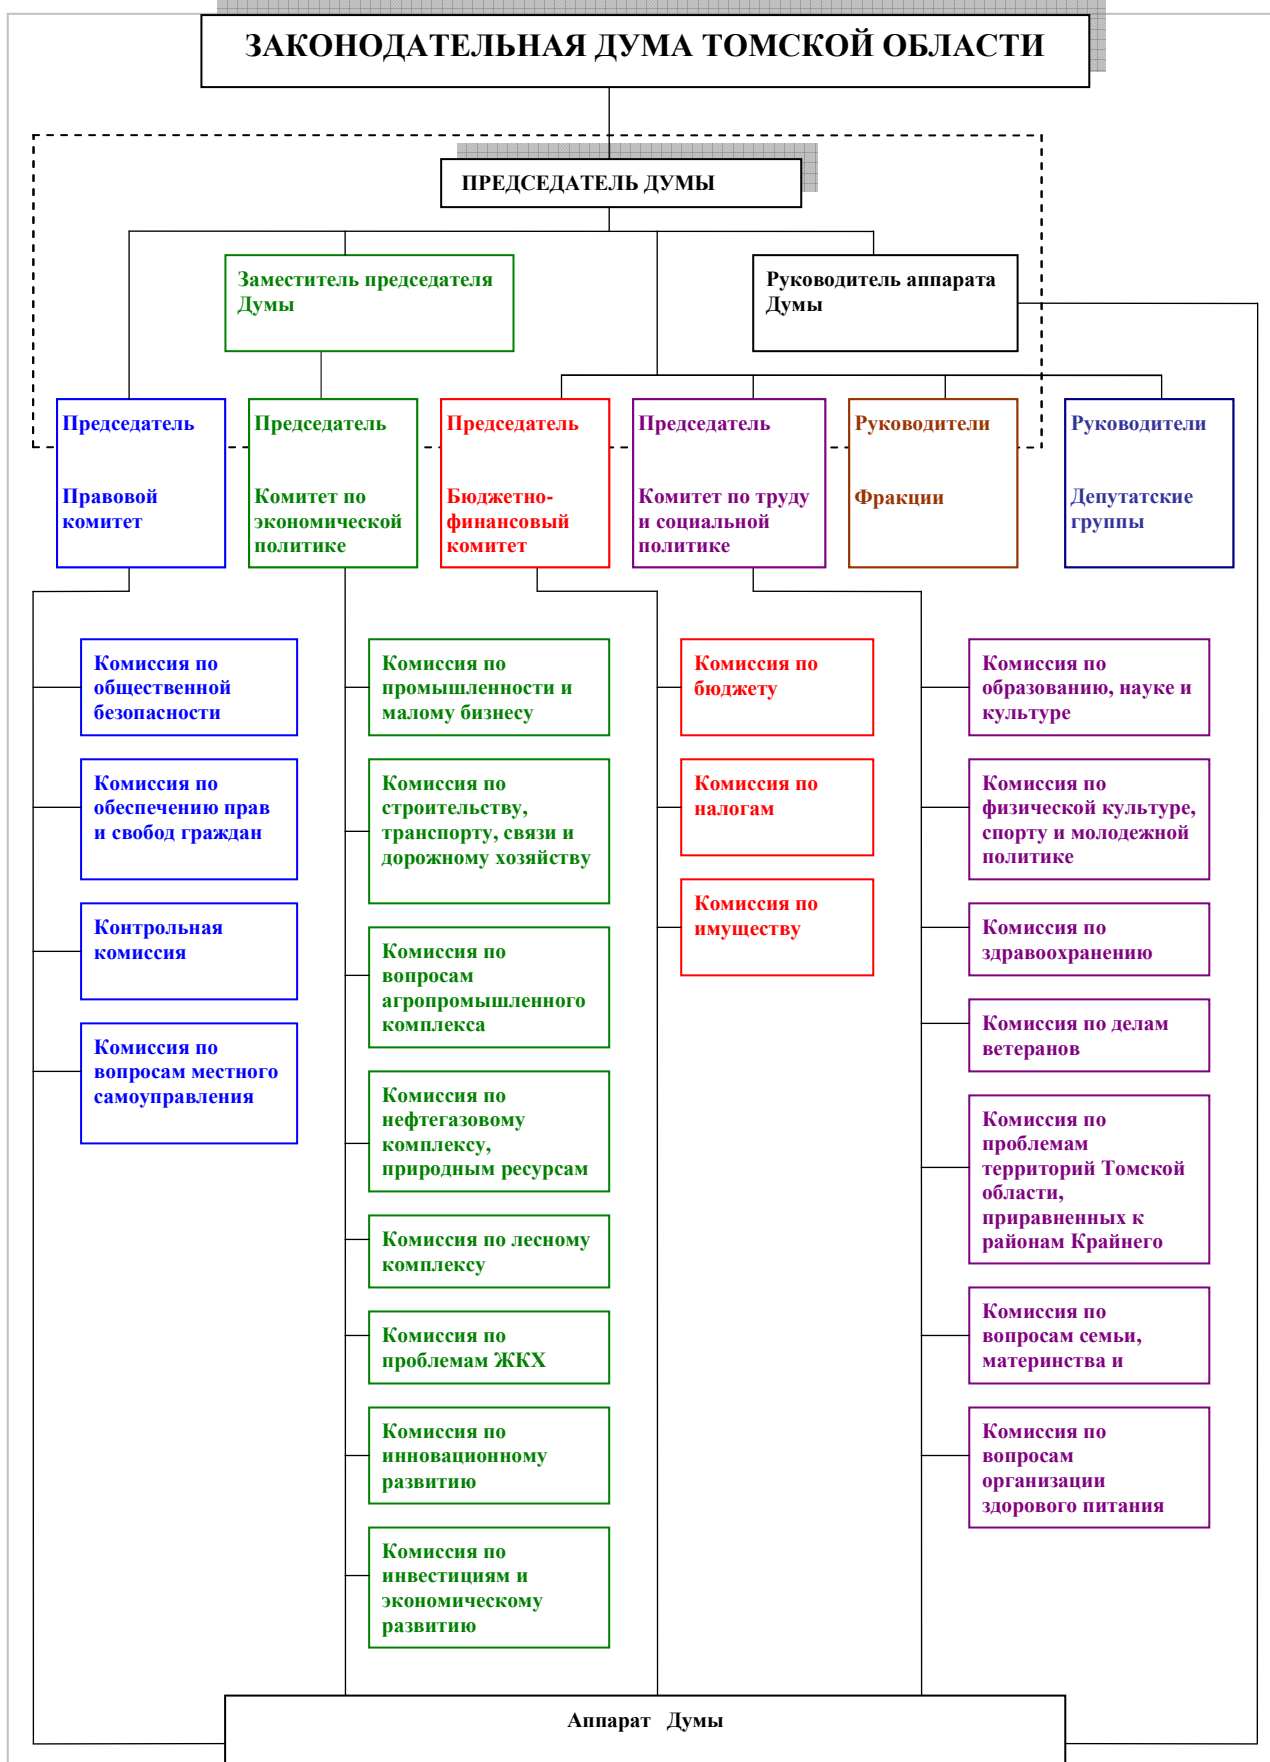 ЗАКОНОДАТЕЛЬНАЯ ДУМА ТОМСКОЙ ОБЛАСТИ
ПРЕДСЕДАТЕЛЬ ДУМЫ
Заместитель председателя
Думы
Руководитель аппарата
Думы
Председатель
Правовой
комитет
Председатель
Комитет по
экономической
политике
Председатель
Бюджетно-
финансовый
комитет
Председатель
Комитет по труду
и социальной
политике
Руководители
Фракции
Руководители
Депутатские
группы
Комиссия по
общественной
безопасности
Комиссия по
обеспечению прав
и свобод граждан
Контрольная
комиссия
Комиссия по
вопросам местного
самоуправления
Комиссия по
промышленности и
малому бизнесу
Комиссия по
строительству,
транспорту, связи и
дорожному хозяйству
Комиссия по
вопросам
агропромышленного
комплекса
Комиссия по
нефтегазовому
комплексу,
природным ресурсам
Комиссия по лесному
комплексу
Комиссия по
проблемам ЖКХ
Комиссия по
инновационному
развитию
Комиссия по
инвестициям и
экономическому
развитию
Комиссия по
бюджету
Комиссия по
налогам
Комиссия по
имуществу
Комиссия по
образованию, науке и
культуре
Комиссия по
физической культуре,
спорту и молодежной
политике
Комиссия по
здравоохранению
Комиссия по делам
ветеранов
Комиссия по
проблемам
территорий Томской
области,
приравненных к
районам Крайнего
Комиссия по
вопросам семьи,
материнства и
Комиссия по
вопросам
организации
здорового питания
Аппарат Думы